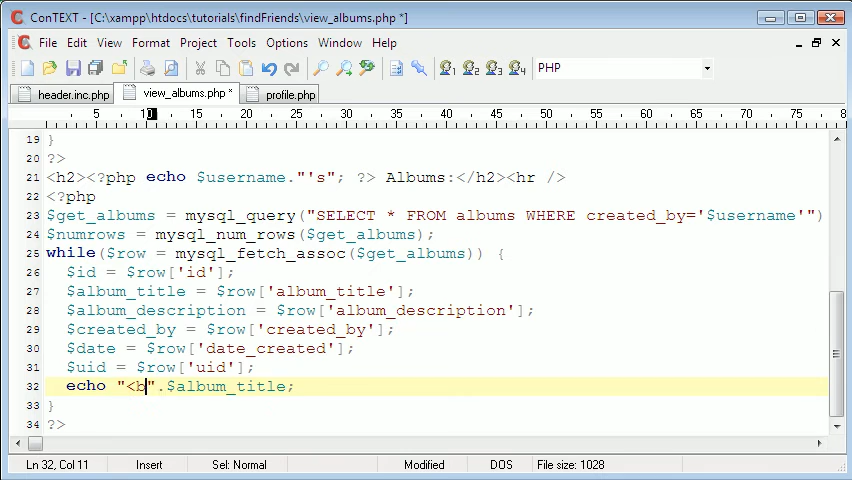 ConTEXT - [C:\xampp\htdocs\tutorials\findFriends\view_albums.php *]
File Edit View Format Project Tools Options Window Help
1 2 3 4 PHP
header.inc.php view_albums.php * profile.php
5 10 15 20 25 30 35 40 45 50 55 60 65 70 75 8
19 }
20 ?>
21 <h2><?php echo $username."'s"; ?> Albums:</h2><hr />
22 <?php
23 $get_albums = mysql_query("SELECT * FROM albums WHERE created_by='$username'")
24 $numrows = mysql_num_rows($get_albums);
25 while($row = mysql_fetch_assoc($get_albums)) {
26 $id = $row['id'];
27 $album_title = $row['album_title'];
28 $album_description = $row['album_description'];
29 $created_by = $row['created_by'];
30 $date = $row['date_created'];
31 $uid = $row['uid'];
32 echo "<b".$album_title;
33 }
34 ?>
Ln 32, Col 11 Insert Sel: Normal Modified DOS File size: 1028